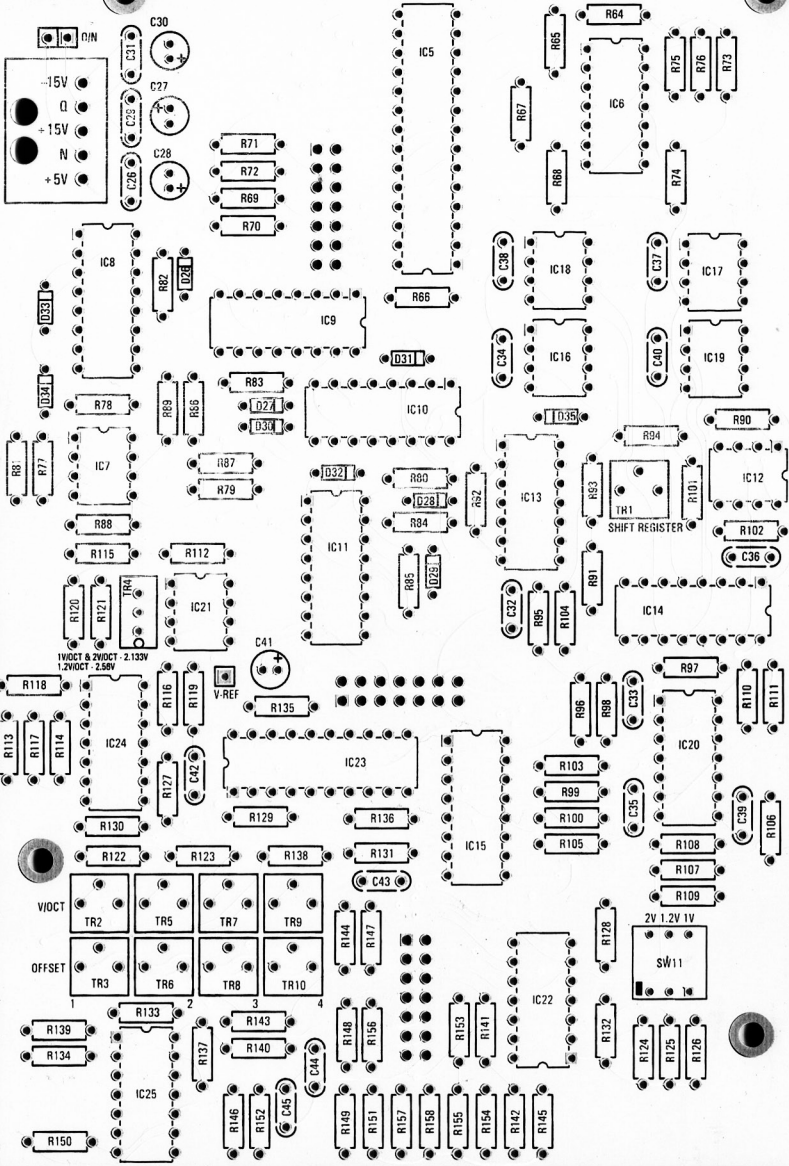 C30
R64
O/N
C31
R65
IC5
R75
R76
R73
-15V
Ω
+15V
N
+5V
C27
C29
IC6
R67
C28
C26
R71
R72
R69
R70
R68
R74
IC8
R82
C38
IC18
C37
IC17
D33
R66
IC9
C34
IC16
C40
IC19
D31
D34
R78
R89
R86
R83
D27
D30
IC10
D35
R90
R94
R81
R77
IC7
R87
R79
D32
R80
D28
R84
R92
IC13
R93
TR1
SHIFT REGISTER
R101
IC12
R88
R102
R115
R112
IC11
R85
D29
R91
C36
R120
R121
TR4
IC21
C32
R95
R104
IC14
1V/OCT & 2V/OCT - 2.133V
1.2V/OCT - 2.56V
C41
V-REF
R118
R116
R119
R135
R97
R96
R98
C33
R110
R111
R113
R117
R114
IC24
R127
C42
IC23
IC15
R103
R99
R100
R105
IC20
C35
C39
R106
R130
R129
R136
R122
R123
R138
R131
C43
R108
R107
R109
V/OCT
TR2
TR5
TR7
TR9
OFFSET
TR3
TR6
TR8
TR10
1
2
3
4
R144
R147
R128
2V 1.2V 1V
SW11
IC22
R133
R139
R134
R137
R143
R140
C44
R148
R156
R153
R141
R132
R124
R125
R126
IC25
R150
R146
R152
C45
R149
R151
R157
R158
R155
R154
R142
R145